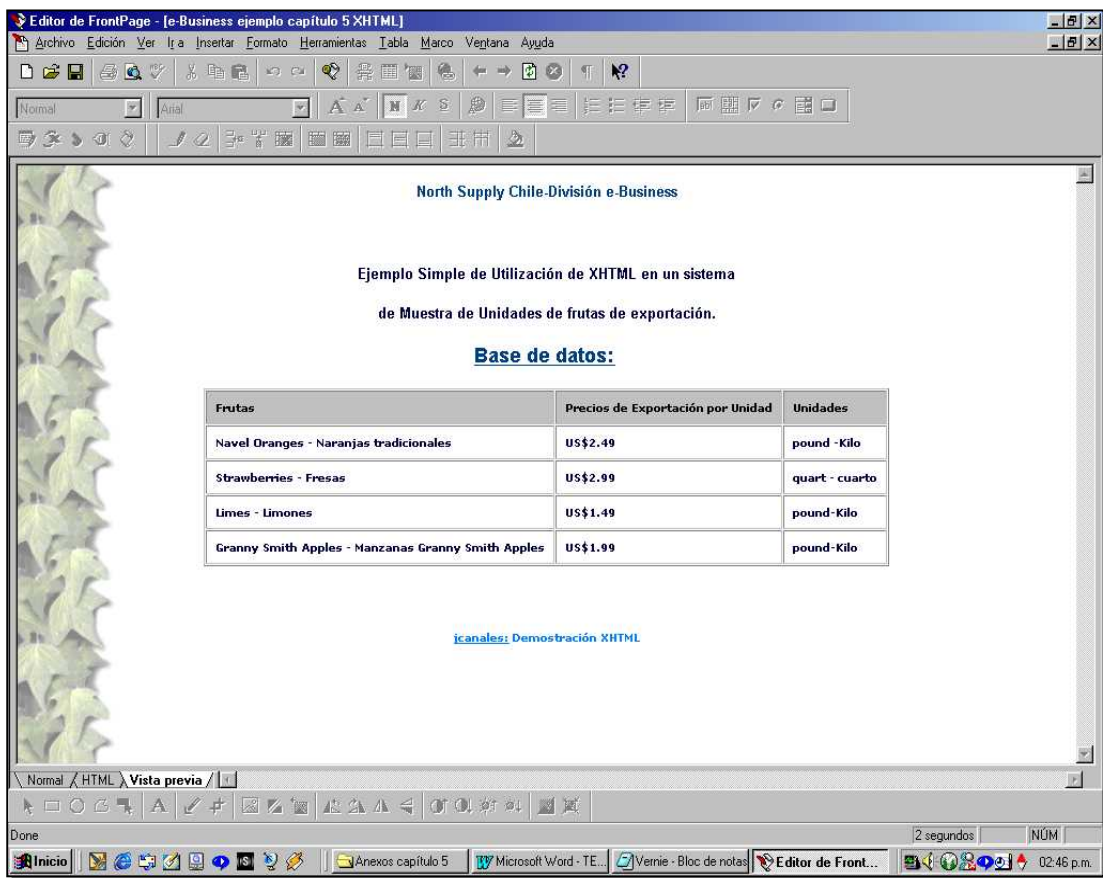 Editor de FrontPage - [e-Business ejemplo capítulo 5 XHTML]
Archivo Edición Ver Ir a Insertar Formato Herramientas Tabla Marco Ventana Ayuda
Normal Arial N K S
North Supply Chile-División e-Business
Ejemplo Simple de Utilización de XHTML en un sistema
de Muestra de Unidades de frutas de exportación.
Base de datos:
Frutas Precios de Exportación por Unidad Unidades
Navel Oranges - Naranjas tradicionales US$2.49 pound -Kilo
Strawberries - Fresas US$2.99 quart - cuarto
Limes - Limones US$1.49 pound-Kilo
Granny Smith Apples - Manzanas Granny Smith Apples US$1.99 pound-Kilo
jcanales: Demostración XHTML
Normal HTML Vista previa
Done 2 segundos NÚM
Inicio Anexos capítulo 5 Microsoft Word - TE... Vernie - Bloc de notas Editor de Front... 02:46 p.m.